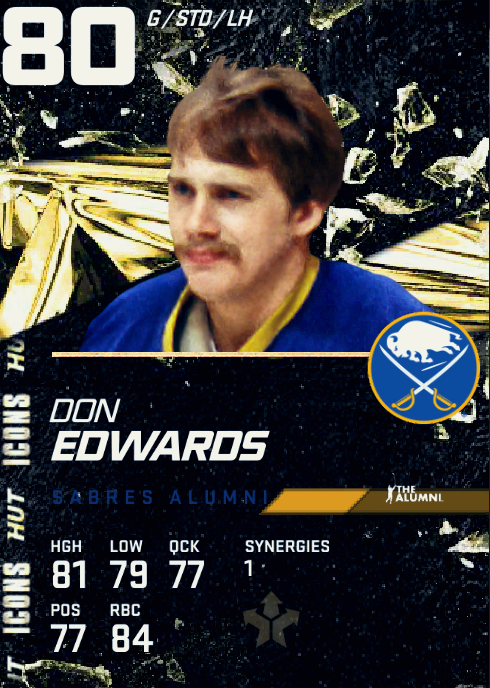 80
G/STD/LH
DON
EDWARDS
SABRES ALUMNI
THE
ALUMNI
HGH LOW QCK SYNERGIES
81 79 77 1
POS RBC
77 84
HUT
ICONS
HUT
ICONS
UT